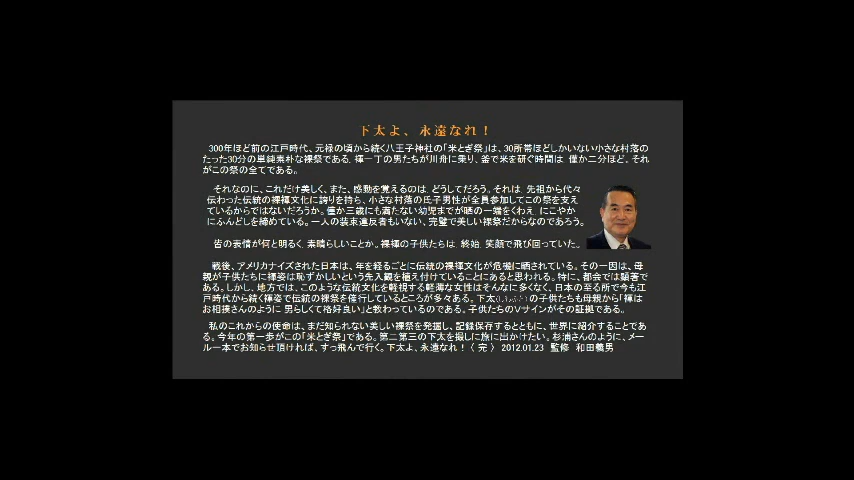 下太よ、永遠なれ！
300年ほど前の江戸時代、元禄の頃から続く八王子神社の「米とぎ祭」は、30所帯ほどしかいない小さな村落の
たった30分の単純素朴な裸祭である。褌一丁の男たちが川舟に乗り、釜で米を研ぐ時間は、僅か二分ほど。それ
がこの祭の全てである。
それなのに、これだけ美しく、また、感動を覚えるのは、どうしてだろう。それは、先祖から代々
伝わった伝統の裸褌文化に誇りを持ち、小さな村落の氏子男性が全員参加してこの祭を支え
ているからではないだろうか。僅か三歳にも満たない幼児までが晒の一端をくわえ、にこやか
にふんどしを締めている。一人の装束違反者もいない、完璧で美しい裸祭だからなのであろう。
皆の表情が何と明るく、素晴らしいことか。裸褌の子供たちは、終始、笑顔で飛び回っていた。
戦後、アメリカナイズされた日本は、年を経るごとに伝統の裸褌文化が危機に晒されている。その一因は、母
親が子供たちに褌姿は恥ずかしいという先入観を植え付けていることにあると思われる。特に、都会では顕著で
ある。しかし、地方では、このような伝統文化を軽視する軽薄な女性はそんなに多くなく、日本の至る所で今も江
戸時代から続く褌姿で伝統の裸祭を催行しているところが多々ある。下太の子供たちも母親から「褌は
お相撲さんのように、男らしくて格好良い」と教わっているのである。子供たちのVサインがその証拠である。
私のこれからの使命は、まだ知られない美しい裸祭を発掘し、記録保存するとともに、世界に紹介することであ
る。今年の第一歩がこの「米とぎ祭」である。第二第三の下太を捜しに旅に出かけたい。杉浦さんのように、メー
ル一本でお知らせ頂ければ、すっ飛んで行く。下太よ、永遠なれ！〈 完 〉 2012.01.23 監修 和田義男